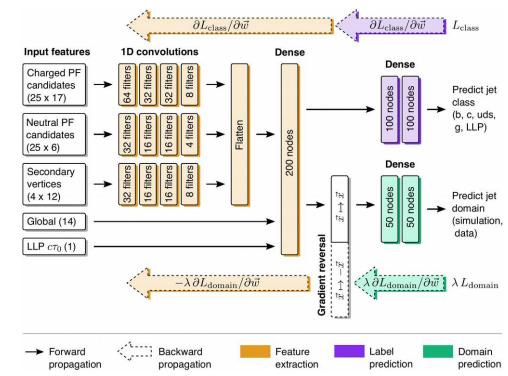 ∂L_class/∂w⃗
∂L_class/∂w⃗
L_class
Input features
1D convolutions
Dense
Charged PF
candidates
(25 x 17)
64 filters
32 filters
32 filters
8 filters
Neutral PF
candidates
(25 x 6)
32 filters
16 filters
16 filters
4 filters
Secondary
vertices
(4 x 12)
32 filters
16 filters
16 filters
8 filters
Global (14)
LLP cτ₀ (1)
Flatten
200 nodes
Dense
100 nodes
100 nodes
Predict jet
class
(b, c, uds,
g, LLP)
Gradient reversal
x⃗ ↦ x⃗
x⃗ ↦ −x⃗
Dense
50 nodes
50 nodes
Predict jet
domain
(simulation,
data)
−λ ∂L_domain/∂w⃗
λ ∂L_domain/∂w⃗
λ L_domain
Forward
propagation
Backward
propagation
Feature
extraction
Label
prediction
Domain
prediction